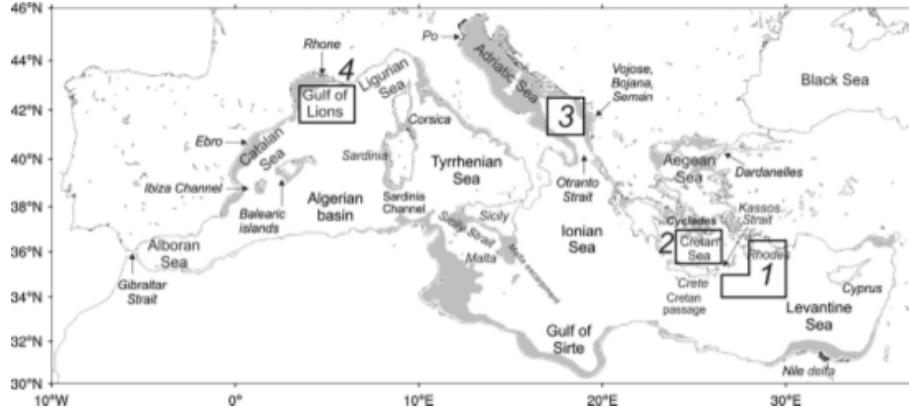 46°N
44°N
42°N
40°N
38°N
36°N
34°N
32°N
30°N
10°W
0°
10°E
20°E
30°E
Rhone
4
Gulf of
Lions
Ligurian
Sea
Po
Adriatic Sea
3
Vojose,
Bojana,
Seman
Black Sea
Ebro
Catalan
Sea
Corsica
Sardinia
Tyrrhenian
Sea
Otranto
Strait
Aegean
Sea
Dardanelles
Ibiza Channel
Balearic
islands
Algerian
basin
Sardinia
Channel
Sicily
Sicily Strait
Malta
Malta escarpment
Ionian
Sea
Cyclades
Kassos
Strait
2
Cretan
Sea
Rhodes
1
Alboran
Sea
Gibraltar
Strait
Crete
Cretan
passage
Cyprus
Levantine
Sea
Gulf of
Sirte
Nile delta